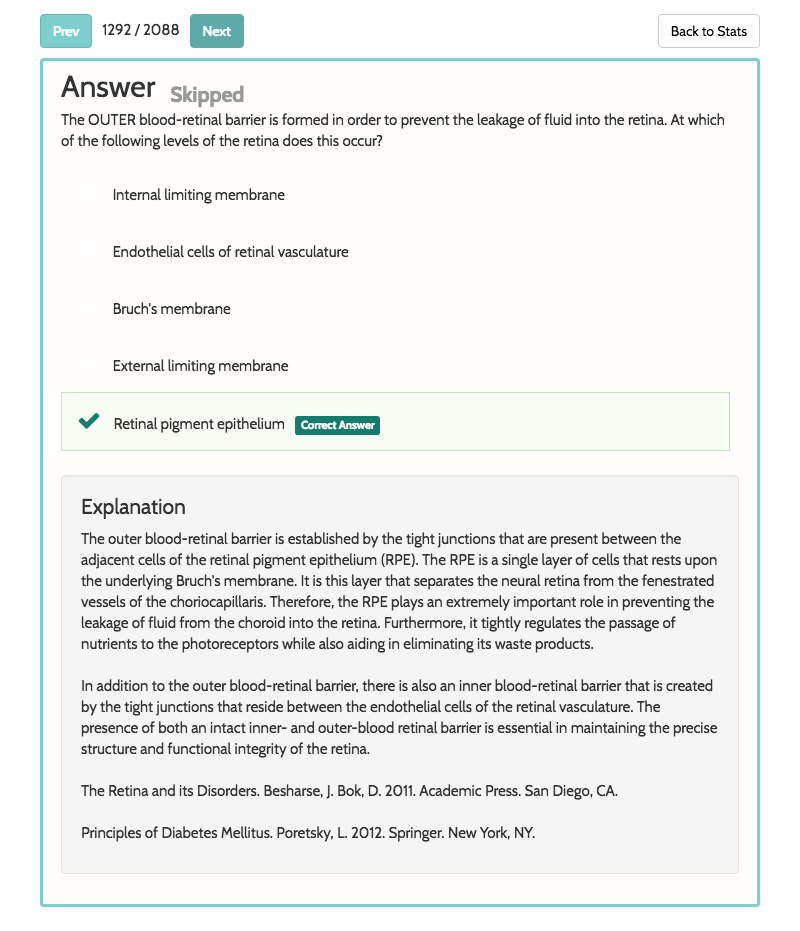 Prev 1292 / 2088 Next Back to Stats
Answer Skipped
The OUTER blood-retinal barrier is formed in order to prevent the leakage of fluid into the retina. At which
of the following levels of the retina does this occur?
Internal limiting membrane
Endothelial cells of retinal vasculature
Bruch's membrane
External limiting membrane
Retinal pigment epithelium Correct Answer
Explanation
The outer blood-retinal barrier is established by the tight junctions that are present between the
adjacent cells of the retinal pigment epithelium (RPE). The RPE is a single layer of cells that rests upon
the underlying Bruch's membrane. It is this layer that separates the neural retina from the fenestrated
vessels of the choriocapillaris. Therefore, the RPE plays an extremely important role in preventing the
leakage of fluid from the choroid into the retina. Furthermore, it tightly regulates the passage of
nutrients to the photoreceptors while also aiding in eliminating its waste products.
In addition to the outer blood-retinal barrier, there is also an inner blood-retinal barrier that is created
by the tight junctions that reside between the endothelial cells of the retinal vasculature. The
presence of both an intact inner- and outer-blood retinal barrier is essential in maintaining the precise
structure and functional integrity of the retina.
The Retina and its Disorders. Besharse, J. Bok, D. 2011. Academic Press. San Diego, CA.
Principles of Diabetes Mellitus. Poretsky, L. 2012. Springer. New York, NY.